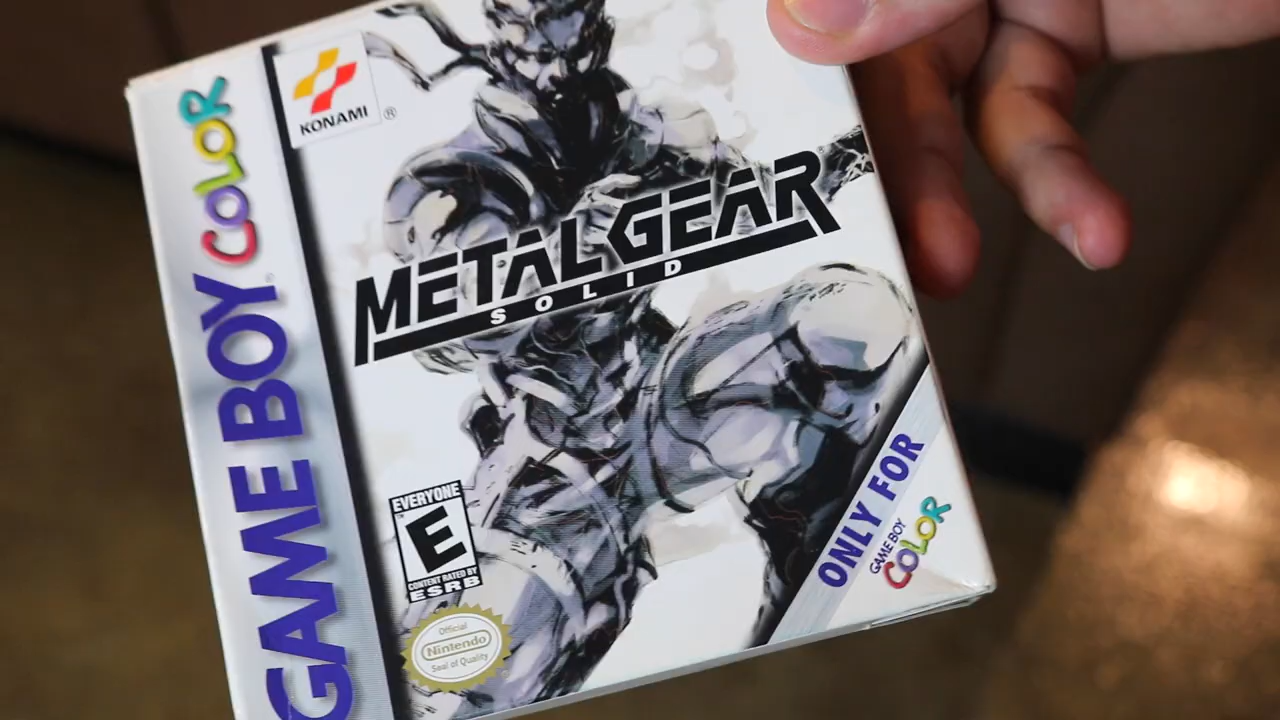 GAME BOY COLOR
KONAMI ®
METAL GEAR
SOLID
EVERYONE
E
CONTENT RATED BY
ESRB
Official
Nintendo
Seal of Quality
ONLY FOR
GAME BOY
COLOR